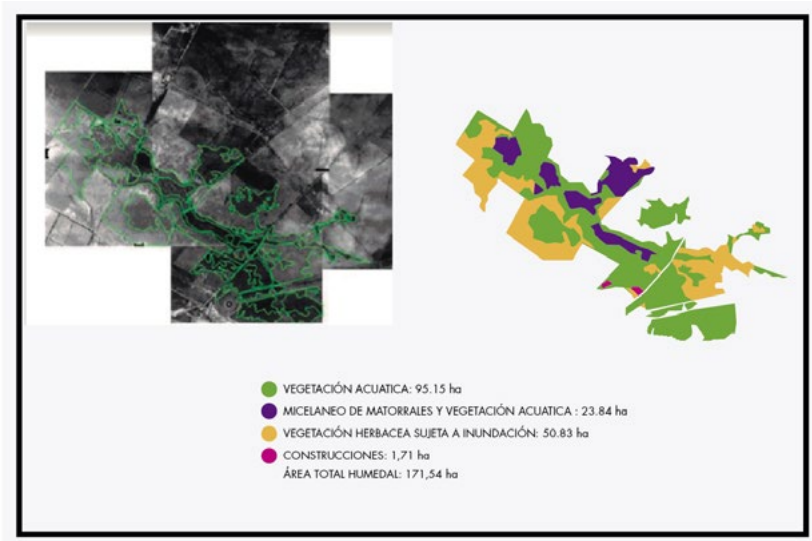 VEGETACIÓN ACUATICA: 95.15 ha
MICELANEO DE MATORRALES Y VEGETACIÓN ACUATICA : 23.84 ha
VEGETACIÓN HERBACEA SUJETA A INUNDACIÓN: 50.83 ha
CONSTRUCCIONES: 1,71 ha
ÁREA TOTAL HUMEDAL: 171,54 ha